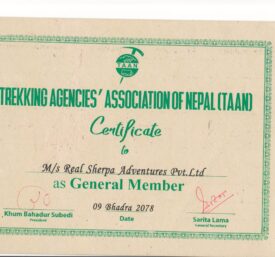 TAAN
TREKKING AGENCIES' ASSOCIATION OF NEPAL (TAAN)
Certificate
to
M/s Real Sherpa Adventures Pvt.Ltd
as General Member
09 Bhadra 2078
Date
Khum Bahadur Subedi
President
Sarita Lama
General Secretary